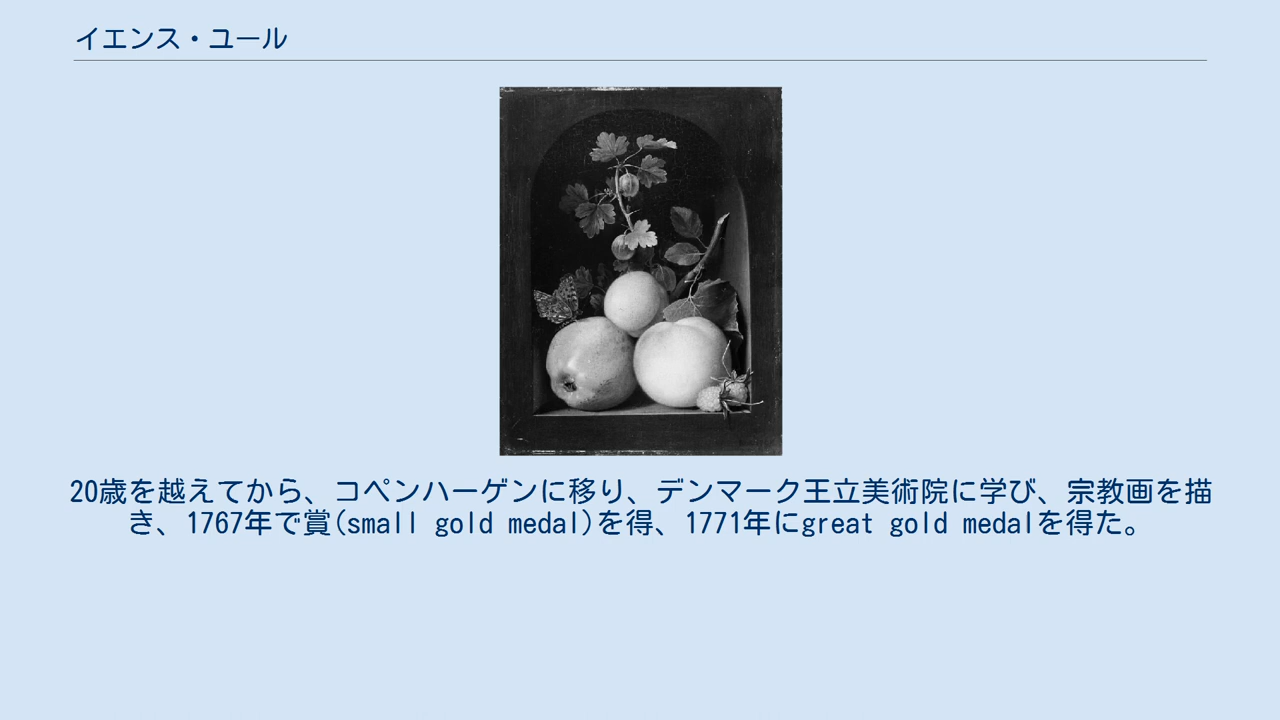 イエンス・ユール
20歳を越えてから、コペンハーゲンに移り、デンマーク王立美術院に学び、宗教画を描
き、1767年で賞(small gold medal)を得、1771年にgreat gold medalを得た。